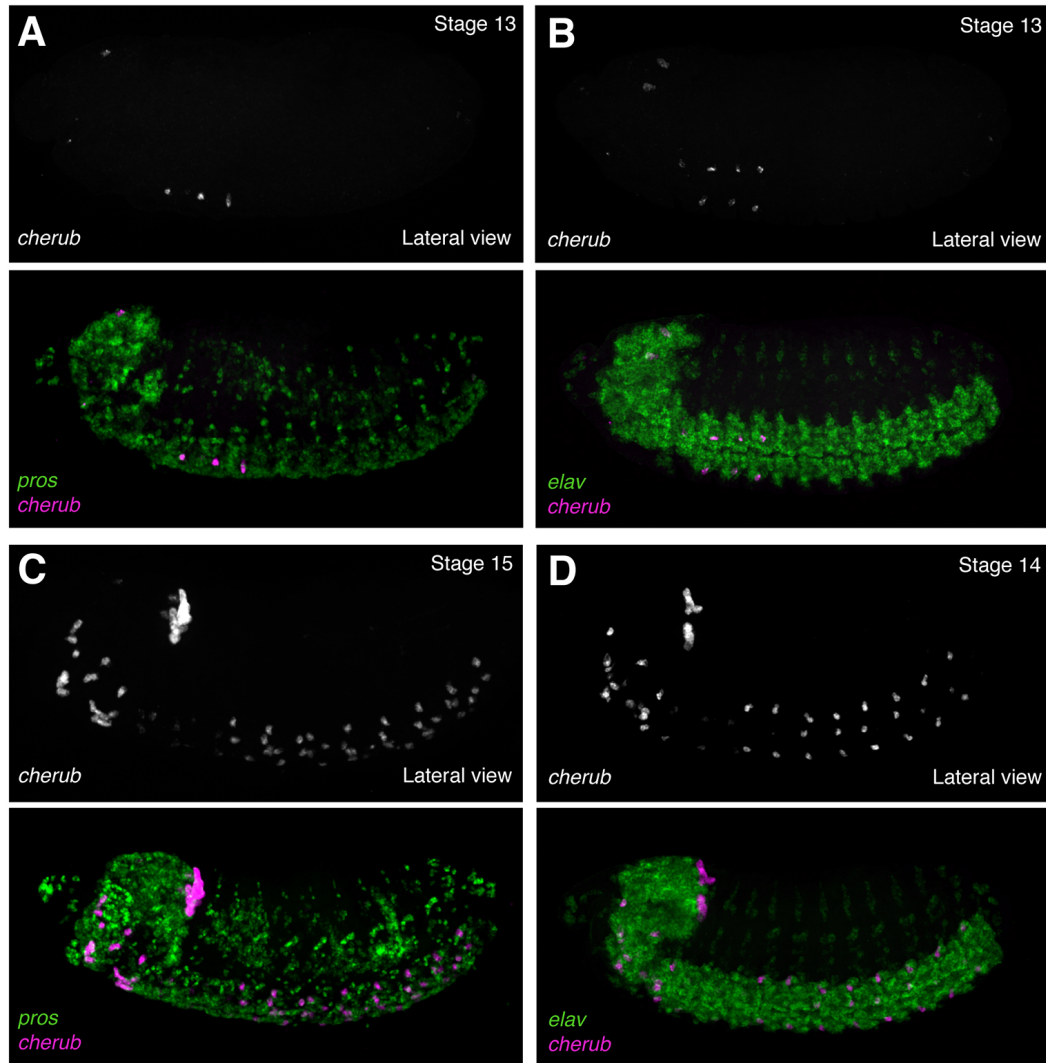 A
Stage 13
cherub
Lateral view
pros
cherub
B
Stage 13
cherub
Lateral view
elav
cherub
C
Stage 15
cherub
Lateral view
pros
cherub
D
Stage 14
cherub
Lateral view
elav
cherub